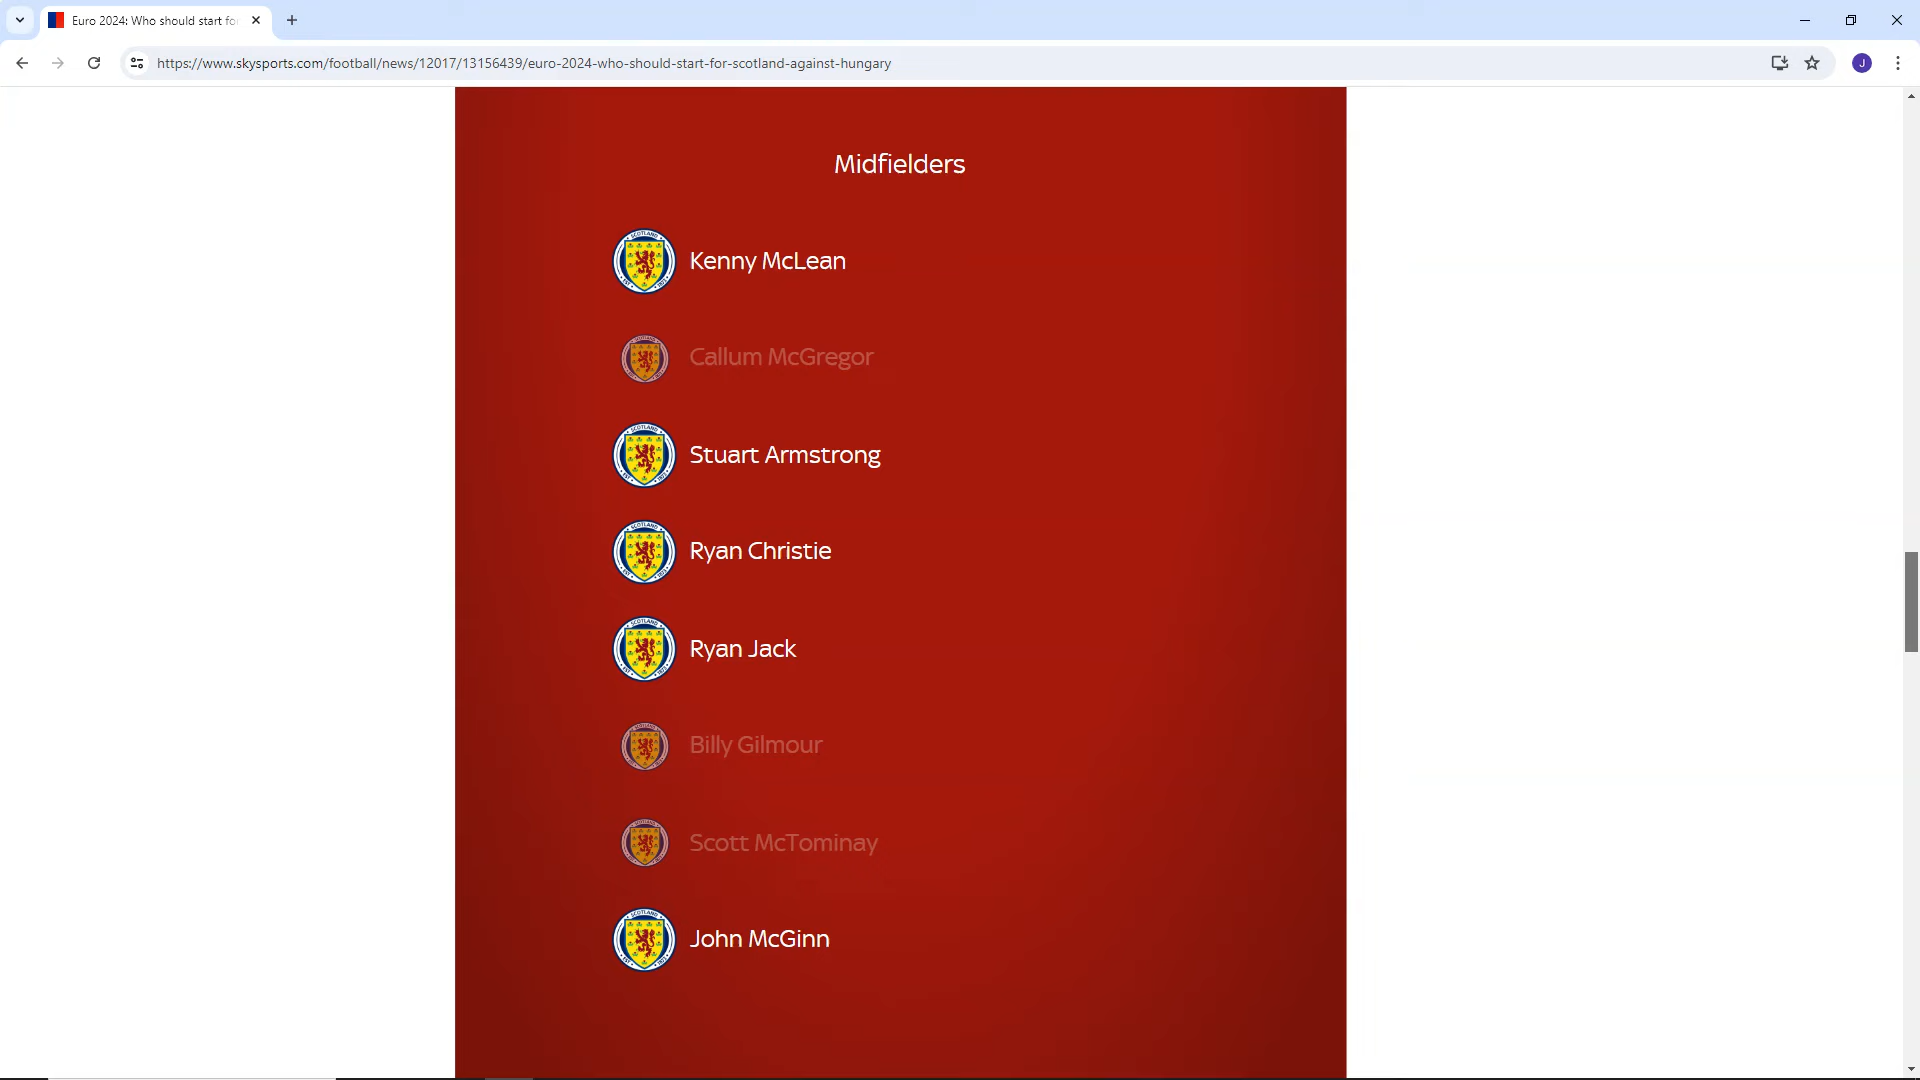 Euro 2024: Who should start fo
https://www.skysports.com/football/news/12017/13156439/euro-2024-who-should-start-for-scotland-against-hungary
J
Midfielders
Kenny McLean
Callum McGregor
Stuart Armstrong
Ryan Christie
Ryan Jack
Billy Gilmour
Scott McTominay
John McGinn